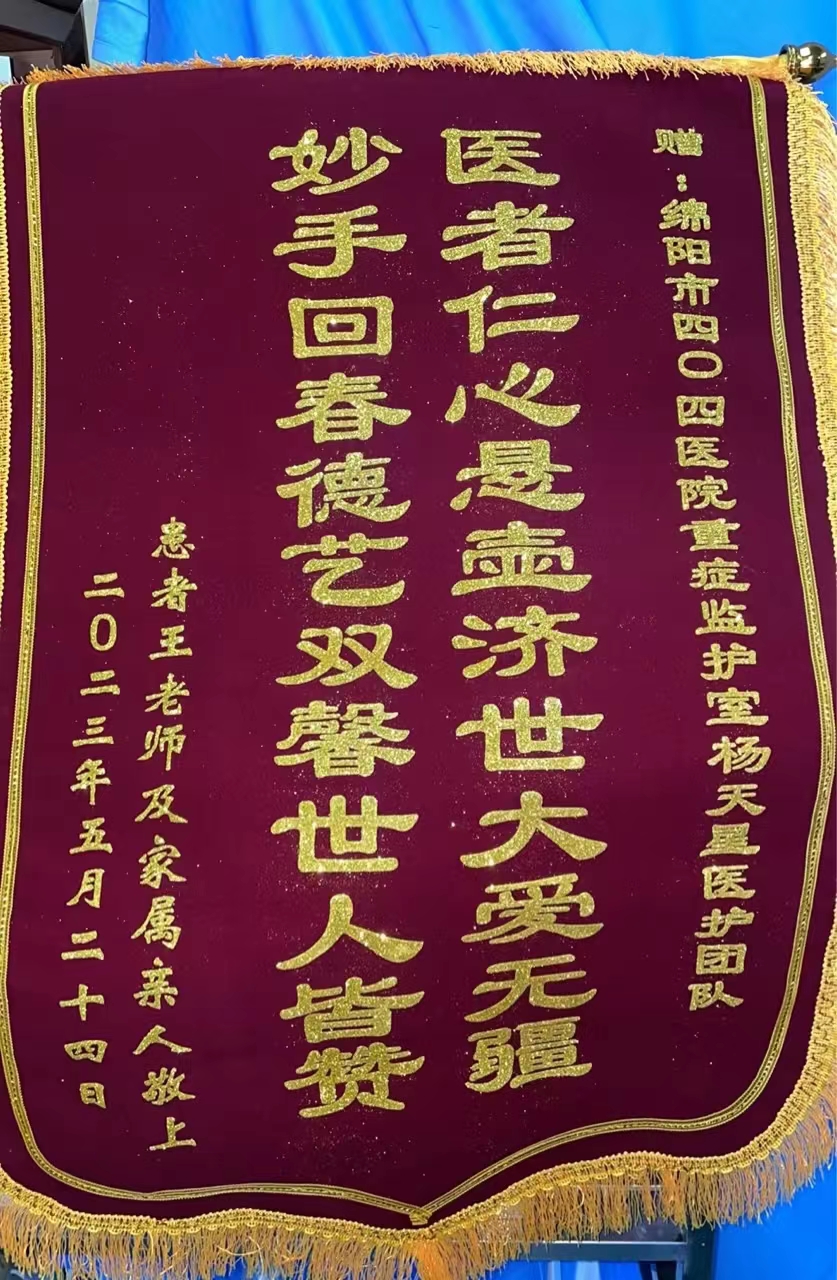 赠：绵阳市四〇四医院重症监护室杨天星医护团队
医者仁心悬壶济世大爱无疆
妙手回春德艺双馨世人皆赞
患者王老师及家属亲人敬上
二〇二三年五月二十四日